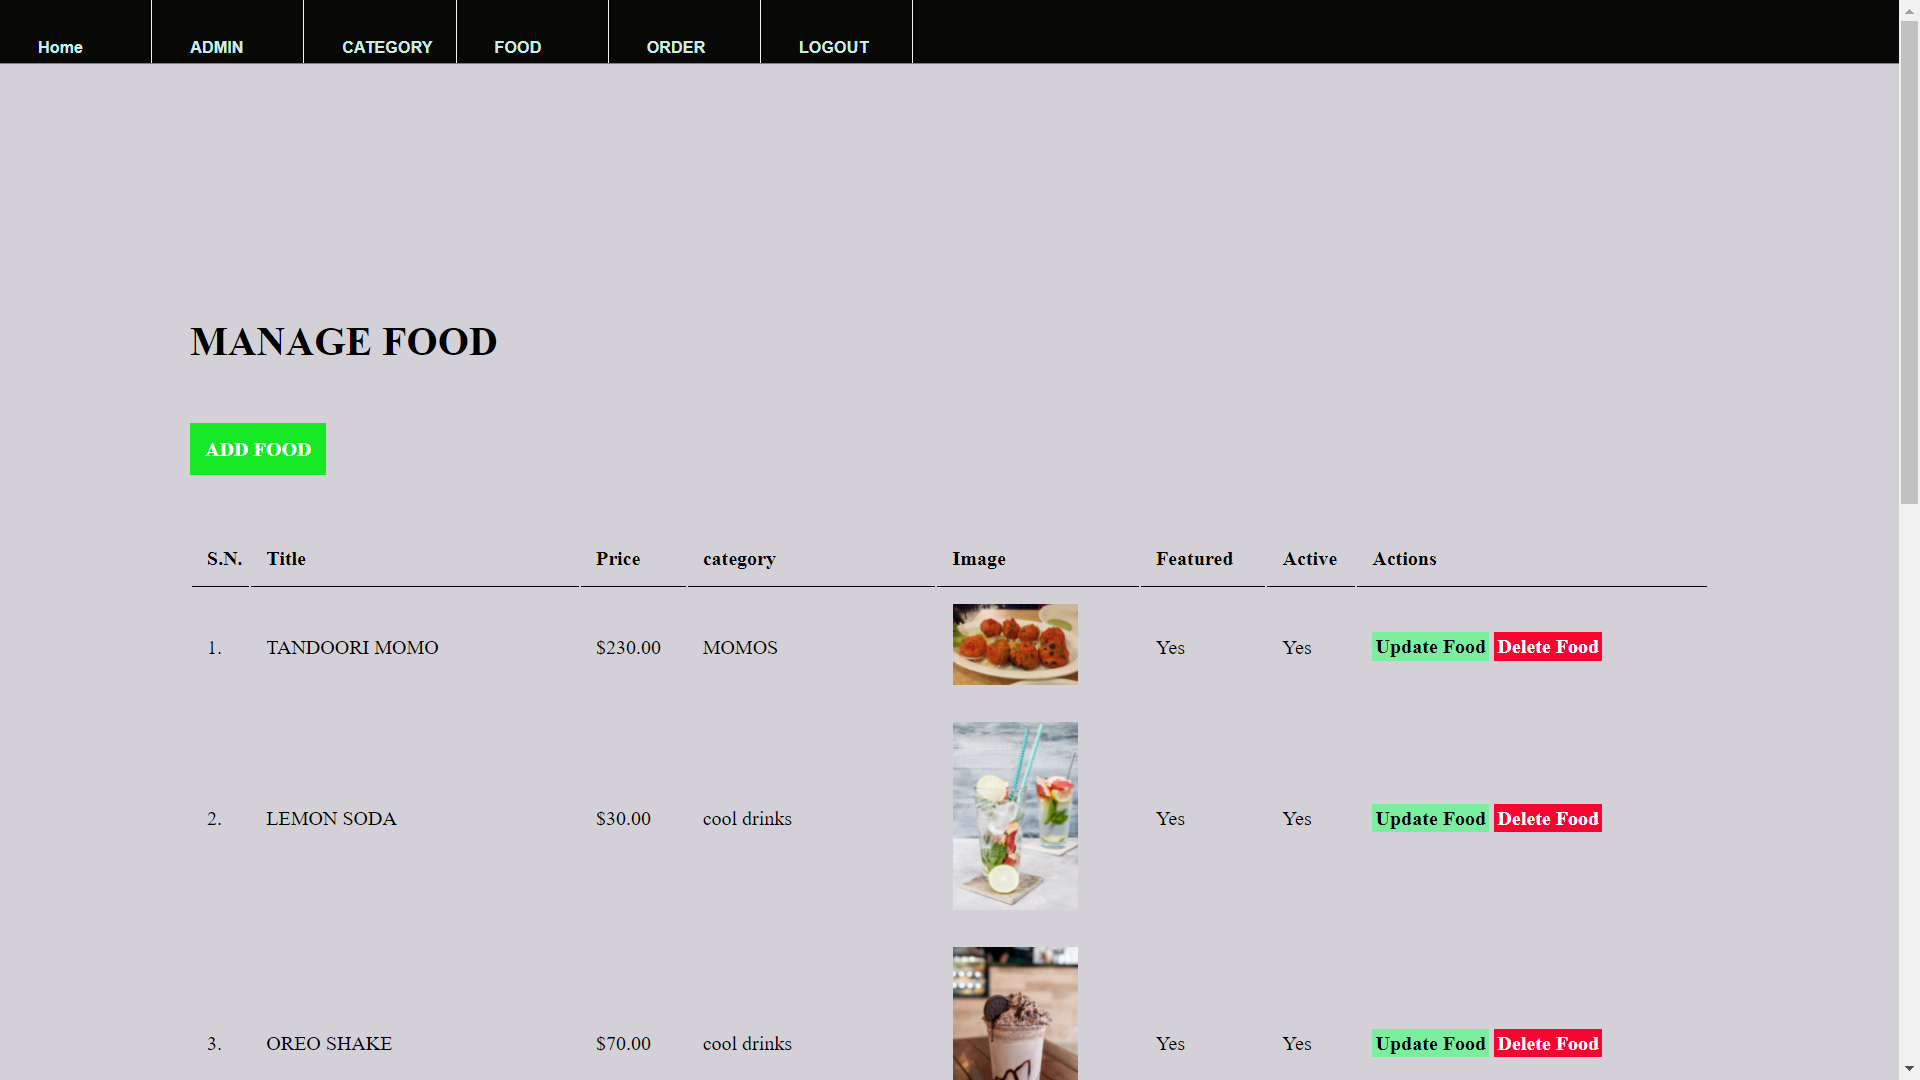 Home ADMIN CATEGORY FOOD ORDER LOGOUT
MANAGE FOOD
ADD FOOD
S.N. Title Price category Image Featured Active Actions
1. TANDOORI MOMO $230.00 MOMOS Yes Yes Update Food Delete Food
2. LEMON SODA $30.00 cool drinks Yes Yes Update Food Delete Food
3. OREO SHAKE $70.00 cool drinks Yes Yes Update Food Delete Food